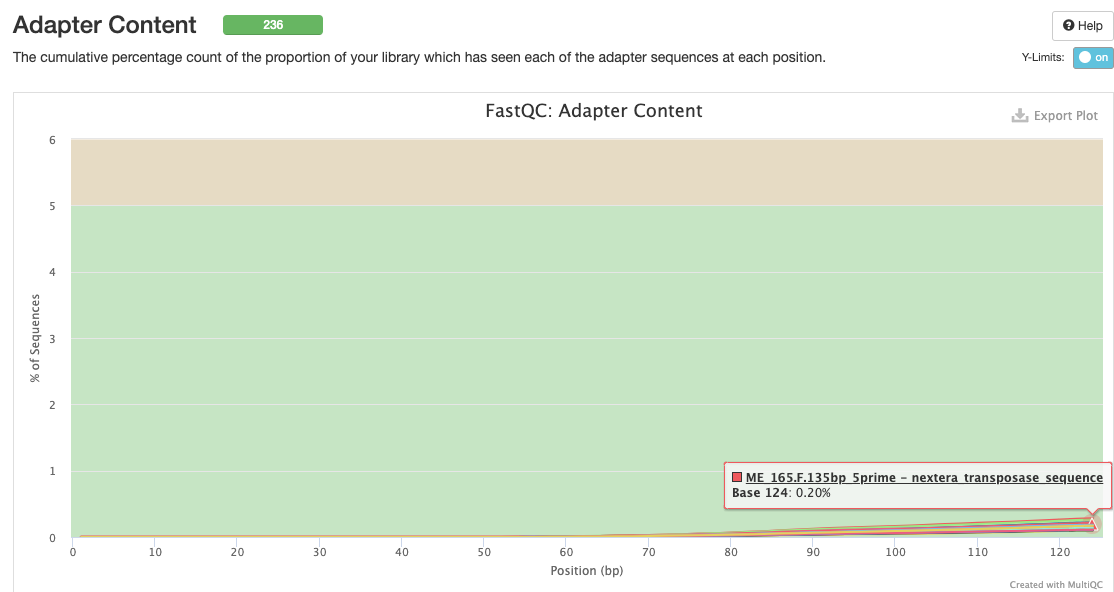 Adapter Content 236 Help
The cumulative percentage count of the proportion of your library which has seen each of the adapter sequences at each position. Y-Limits: on
FastQC: Adapter Content
Export Plot
6
5
4
3
2
1
0
% of Sequences
ME_165.F.135bp_5prime - nextera_transposase_sequence
Base 124: 0.20%
0 10 20 30 40 50 60 70 80 90 100 110 120
Position (bp)
Created with MultiQC